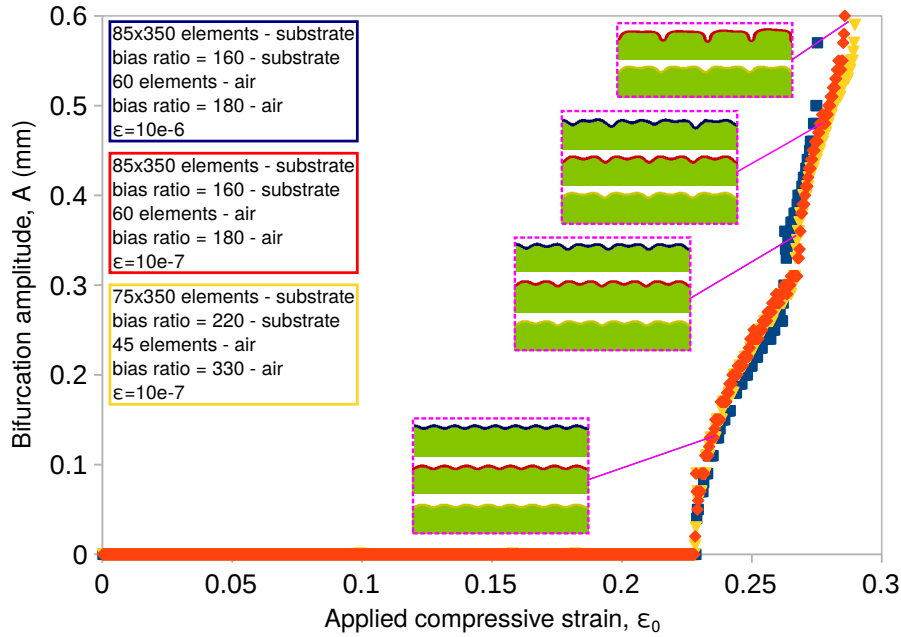 85x350 elements - substrate
bias ratio = 160 - substrate
60 elements - air
bias ratio = 180 - air
ε=10e-6
85x350 elements - substrate
bias ratio = 160 - substrate
60 elements - air
bias ratio = 180 - air
ε=10e-7
75x350 elements - substrate
bias ratio = 220 - substrate
45 elements - air
bias ratio = 330 - air
ε=10e-7
Bifurcation amplitude, A (mm)
0.6
0.5
0.4
0.3
0.2
0.1
0
0 0.05 0.1 0.15 0.2 0.25 0.3
Applied compressive strain, ε₀